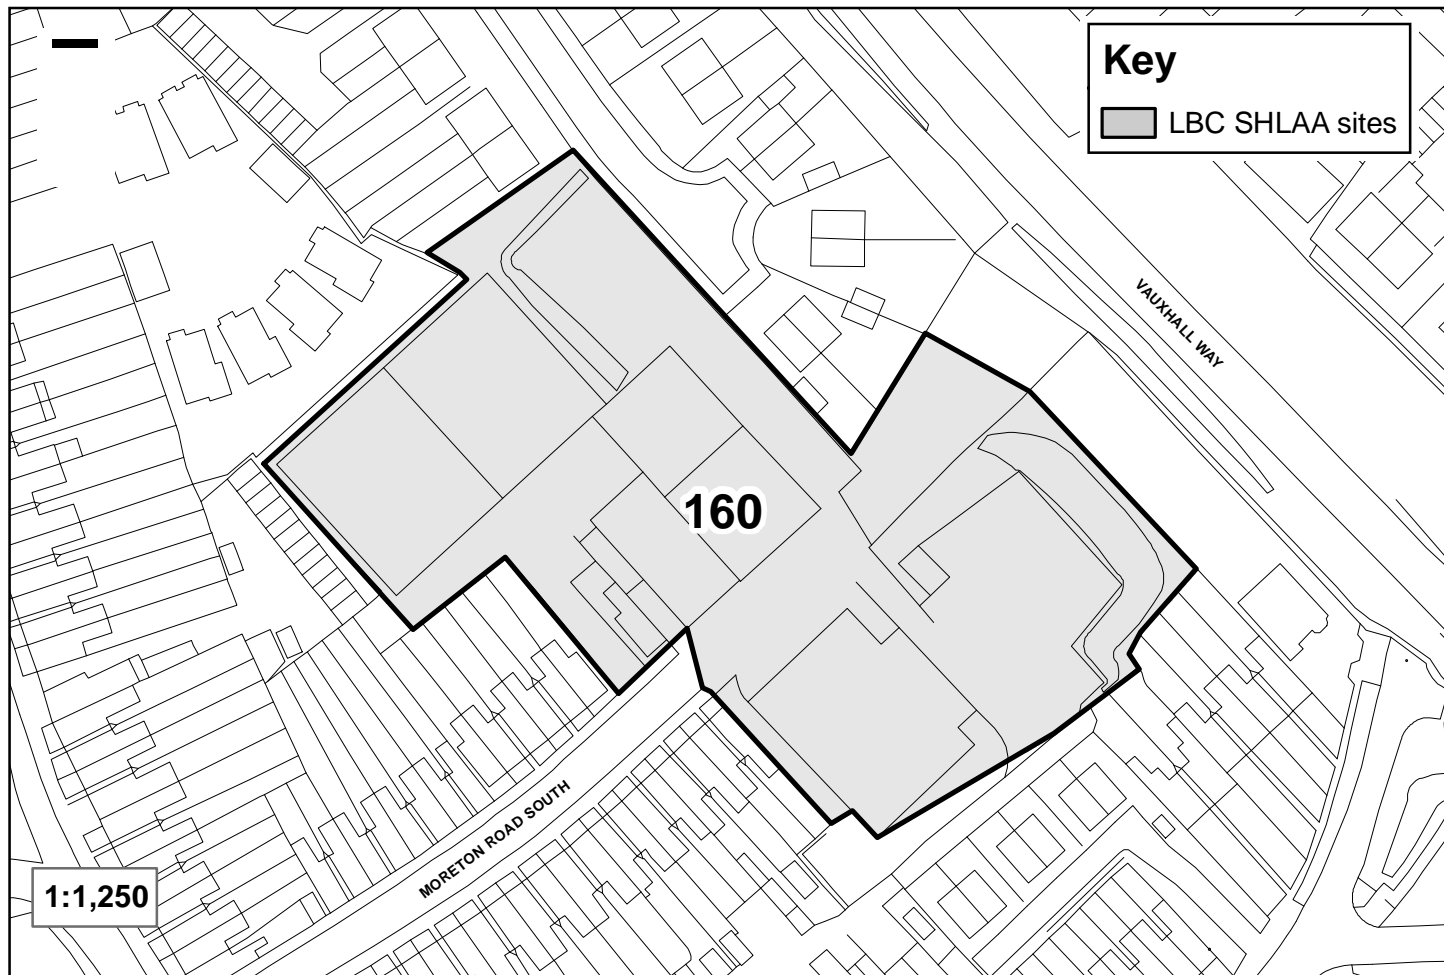 Key
LBC SHLAA sites
VAUXHALL WAY
160
MORETON ROAD SOUTH
1:1,250